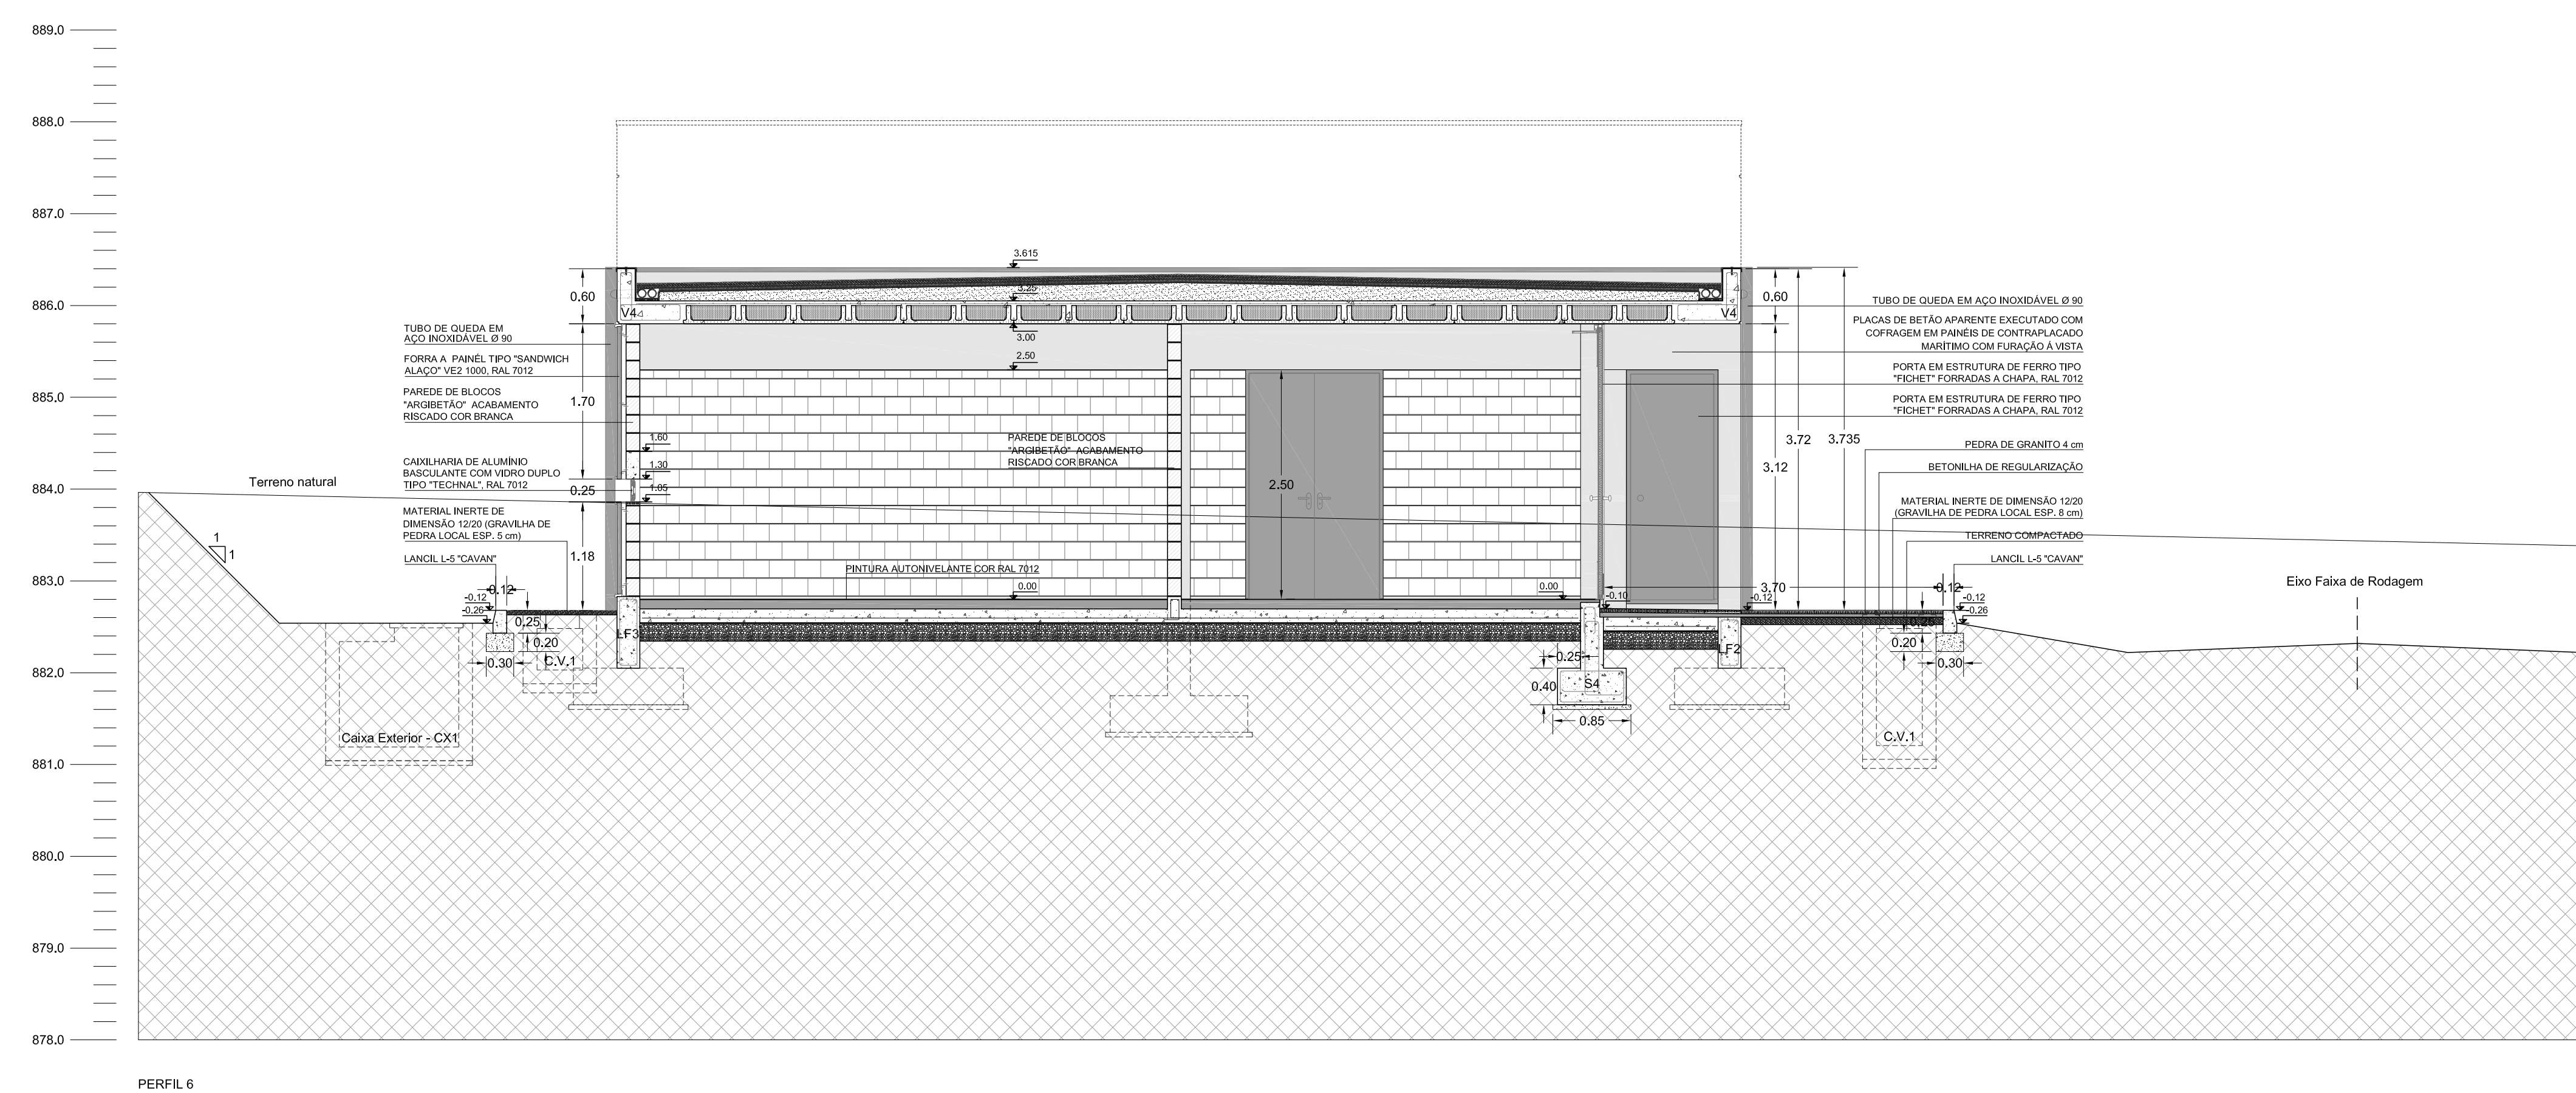 889.0
888.0
887.0
886.0
885.0
884.0
883.0
882.0
881.0
880.0
879.0
878.0
Terreno natural
1
1
TUBO DE QUEDA EM
AÇO INOXIDÁVEL Ø 90
FORRA A PAINÉL TIPO "SANDWICH
ALAÇO" VE2 1000, RAL 7012
PAREDE DE BLOCOS
"ARGIBETÃO" ACABAMENTO
RISCADO COR BRANCA
CAIXILHARIA DE ALUMÍNIO
BASCULANTE COM VIDRO DUPLO
TIPO "TECHNAL", RAL 7012
MATERIAL INERTE DE
DIMENSÃO 12/20 (GRAVILHA DE
PEDRA LOCAL ESP. 5 cm)
LANCIL L-5 "CAVAN"
0.60
1.70
0.25
1.18
0.12
-0.12
-0.26
0.25
0.20
0.30
C.V.1
Caixa Exterior - CX1
V4
LF3
1.60
1.30
1.05
3.615
3.25
3.00
2.50
PAREDE DE BLOCOS
"ARGIBETÃO" ACABAMENTO
RISCADO COR BRANCA
PINTURA AUTONIVELANTE COR RAL 7012
0.00
2.50
0.00
-0.10
0.25
0.40
S4
0.85
LF2
V4
0.60
3.12
3.72
3.735
3.70
-0.12
TUBO DE QUEDA EM AÇO INOXIDÁVEL Ø 90
PLACAS DE BETÃO APARENTE EXECUTADO COM
COFRAGEM EM PAINÉIS DE CONTRAPLACADO
MARÍTIMO COM FURAÇÃO Á VISTA
PORTA EM ESTRUTURA DE FERRO TIPO
"FICHET" FORRADAS A CHAPA, RAL 7012
PORTA EM ESTRUTURA DE FERRO TIPO
"FICHET" FORRADAS A CHAPA, RAL 7012
PEDRA DE GRANITO 4 cm
BETONILHA DE REGULARIZAÇÃO
MATERIAL INERTE DE DIMENSÃO 12/20
(GRAVILHA DE PEDRA LOCAL ESP. 8 cm)
TERRENO COMPACTADO
LANCIL L-5 "CAVAN"
0.12
-0.12
-0.26
0.25
0.20
0.30
C.V.1
Eixo Faixa de Rodagem
PERFIL 6